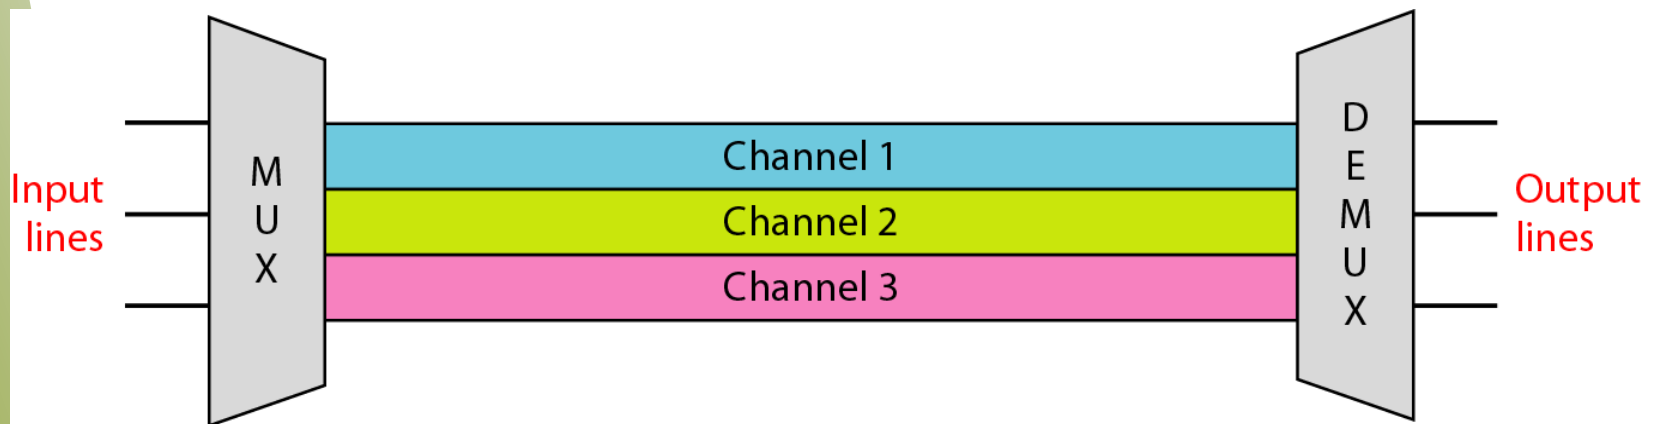 Input
lines
M
U
X
Channel 1
Channel 2
Channel 3
D
E
M
U
X
Output
lines